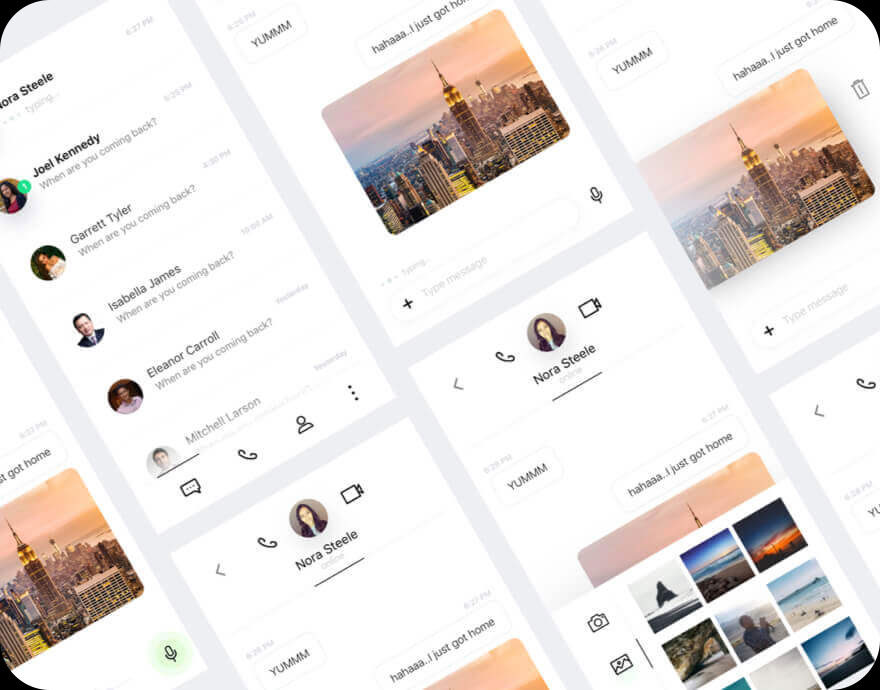 6:27 PM
Nora Steele
typing...
6:25 PM
Joel Kennedy
1
When are you coming back?
4:30 PM
Garrett Tyler
When are you coming back?
10:00 AM
Isabella James
When are you coming back?
Yesterday
Eleanor Carroll
When are you coming back?
Yesterday
Mitchell Larson
6:26 PM
YUMMM
hahaaa..I just got home
typing...
Type message
6:26 PM
YUMMM
hahaaa..I just got home
Type message
6:27 PM
just got home
Nora Steele
online
6:27 PM
6:26 PM
YUMMM
hahaaa..I just got home
Nora Steele
online
6:27 PM
6:28 PM
YUMMM
hahaaa..I just got home
6:28 PM